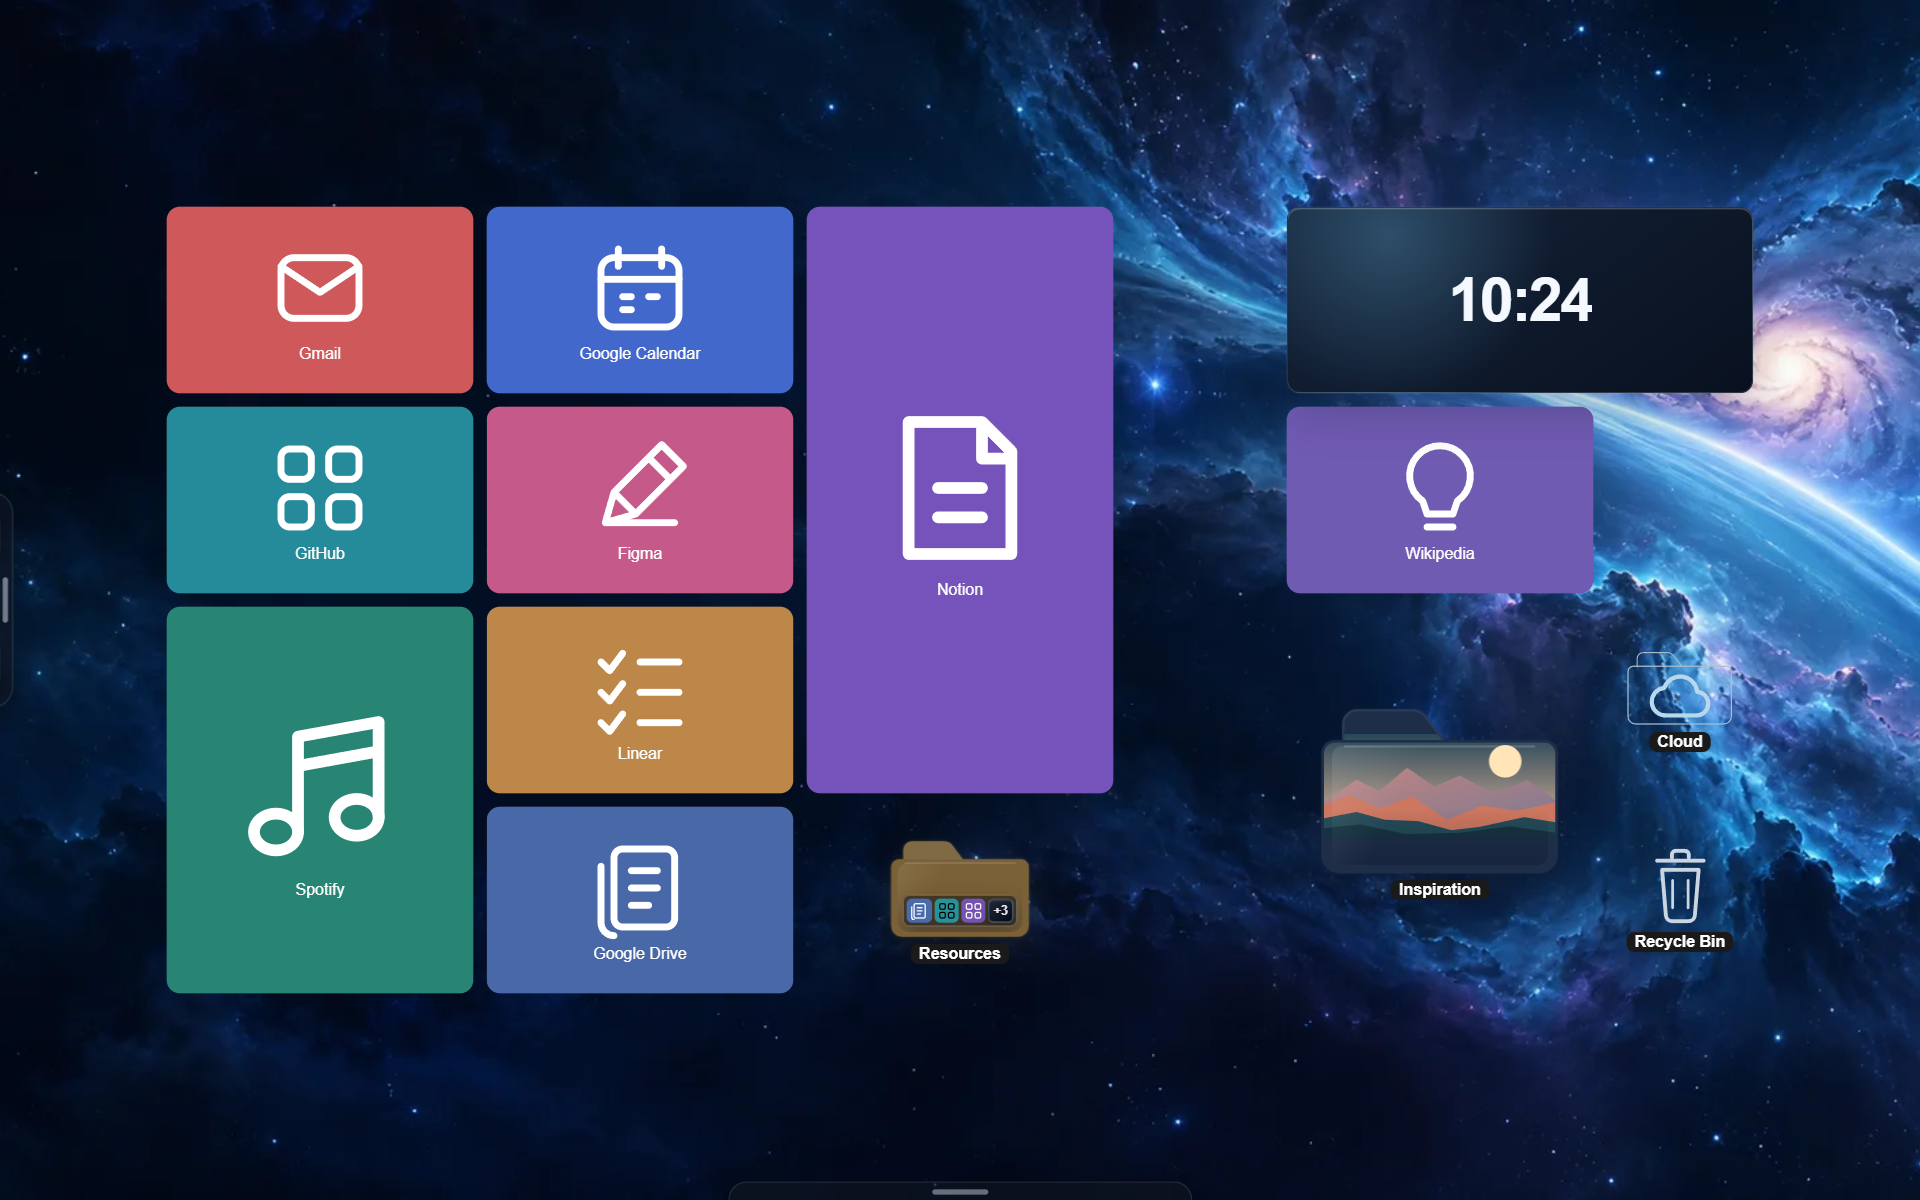 Gmail
Google Calendar
10:24
GitHub
Figma
Notion
Wikipedia
Spotify
Linear
Google Drive
+3
Resources
Inspiration
Cloud
Recycle Bin